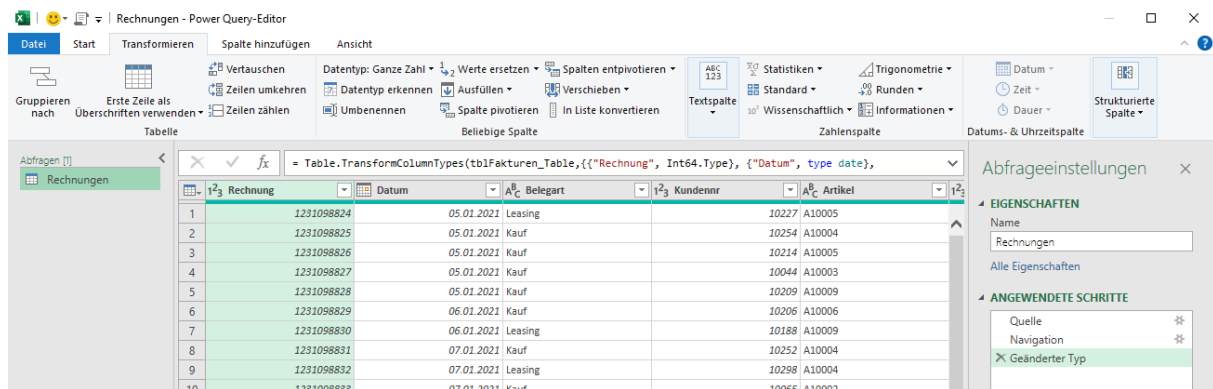 Rechnungen - Power Query-Editor
Datei Start Transformieren Spalte hinzufügen Ansicht
Gruppieren nach
Erste Zeile als Überschriften verwenden
Vertauschen
Zeilen umkehren
Zeilen zählen
Tabelle
Datentyp: Ganze Zahl
Datentyp erkennen
Umbenennen
Werte ersetzen
Ausfüllen
Spalte pivotieren
Spalten entpivotieren
Verschieben
In Liste konvertieren
Beliebige Spalte
ABC 123
Textspalte
Statistiken
Standard
Wissenschaftlich
Trigonometrie
Runden
Informationen
Zahlenspalte
Datum
Zeit
Dauer
Datums- & Uhrzeitspalte
Strukturierte Spalte
Abfragen [1]
Rechnungen
fx = Table.TransformColumnTypes(tblFakturen_Table,{{"Rechnung", Int64.Type}, {"Datum", type date},
1²3 Rechnung Datum ABC Belegart 1²3 Kundennr ABC Artikel
1 1231098824 05.01.2021 Leasing 10227 A10005
2 1231098825 05.01.2021 Kauf 10254 A10004
3 1231098826 05.01.2021 Kauf 10214 A10005
4 1231098827 05.01.2021 Kauf 10044 A10003
5 1231098828 05.01.2021 Kauf 10209 A10009
6 1231098829 06.01.2021 Kauf 10206 A10006
7 1231098830 06.01.2021 Leasing 10188 A10009
8 1231098831 07.01.2021 Kauf 10252 A10004
9 1231098832 07.01.2021 Leasing 10298 A10004
Abfrageeinstellungen
EIGENSCHAFTEN
Name
Rechnungen
Alle Eigenschaften
ANGEWENDETE SCHRITTE
Quelle
Navigation
Geänderter Typ